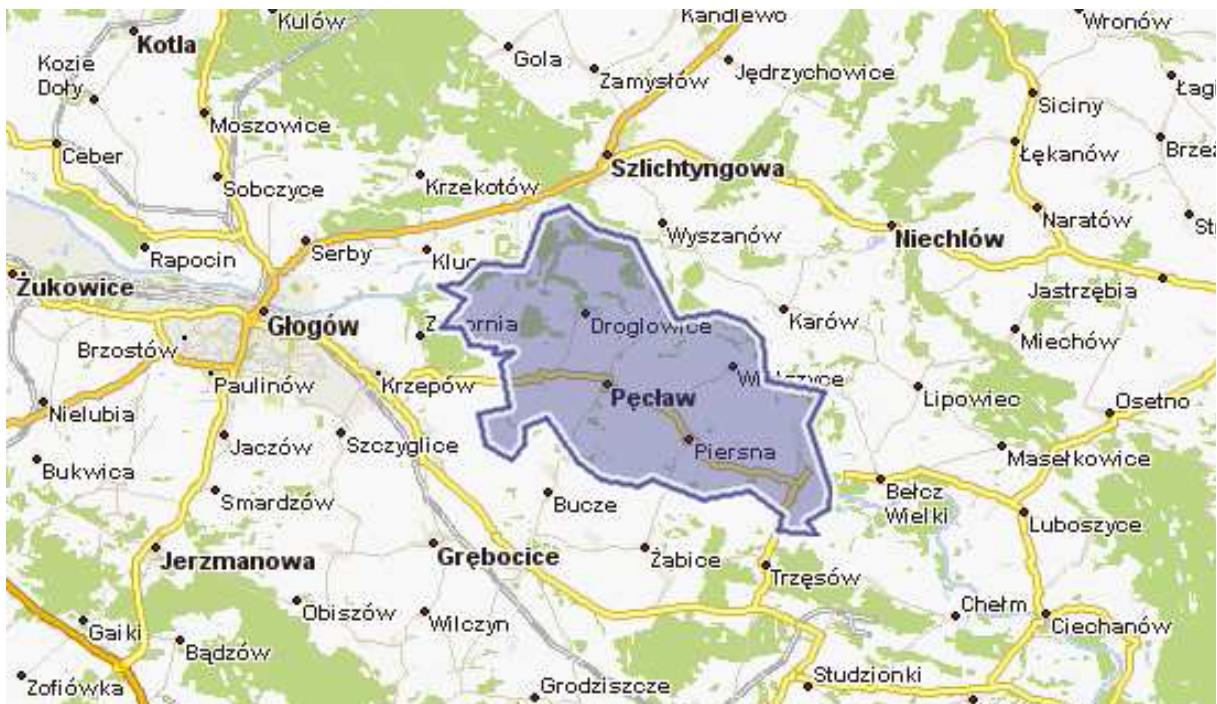 Kulów
Kotla
Kandlewo
Wronów
Gola
Kozie
Doły
Zamysłów
Jędrzychowice
Siciny
Moszowice
Ceber
Łękanów
Szlichtyngowa
Sobczyce
Krzekotów
Naratów
Wyszanów
Niechlów
Serby
Rapocin
Żukowice
Jastrzębia
Głogów
Droglowice
Karów
Miechów
Brzostów
Paulinów
Krzepów
Pęcław
Lipowiec
Osetno
Nielubia
Jaczów
Szczyglice
Piersna
Masełkowice
Bukwica
Smardzów
Bucze
Bełcz
Wielki
Luboszyce
Jerzmanowa
Grębocice
Żabice
Trzęsów
Obiszów
Wilczyn
Chełm
Ciechanów
Gaiki
Bądzów
Zofiówka
Grodziszcze
Studzionki